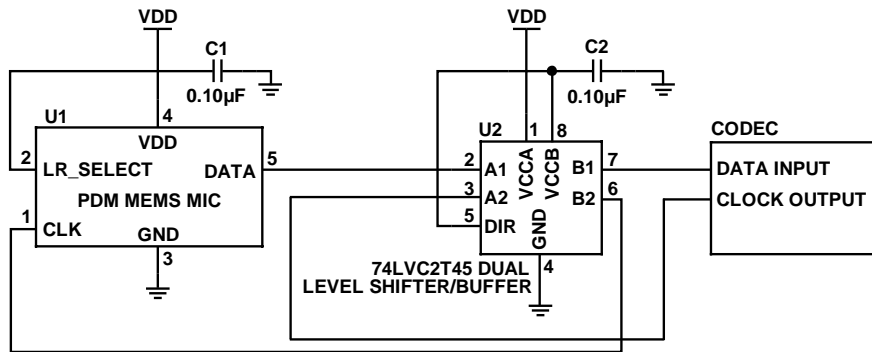 VDD
VDD
C1
C2
0.10µF
0.10µF
U1
4
VDD
2
LR_SELECT
DATA
5
PDM MEMS MIC
1
CLK
GND
3
U2
1
8
VCCA
VCCB
2
A1
B1
7
3
A2
B2
6
5
DIR
GND
4
74LVC2T45 DUAL
LEVEL SHIFTER/BUFFER
CODEC
DATA INPUT
CLOCK OUTPUT